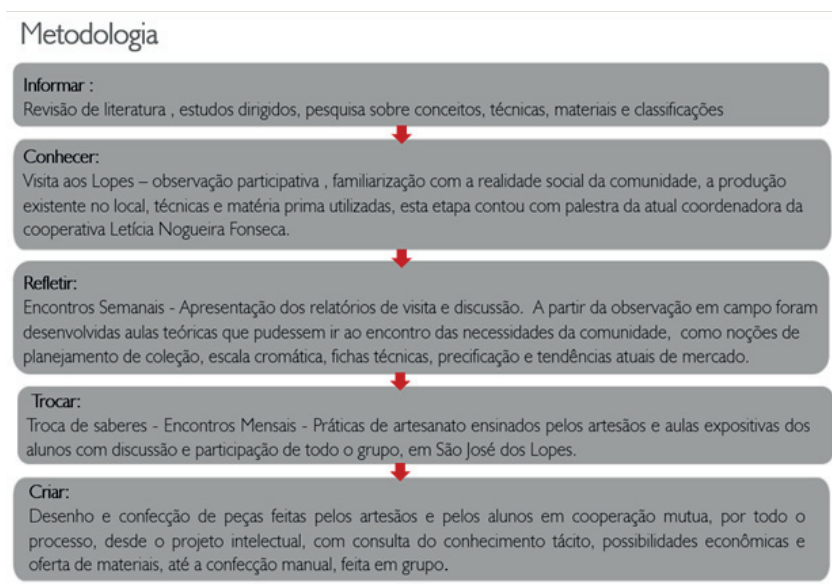 Metodologia
Informar :
Revisão de literatura , estudos dirigidos, pesquisa sobre conceitos, técnicas, materiais e classificações
Conhecer:
Visita aos Lopes – observação participativa , familiarização com a realidade social da comunidade, a produção
existente no local, técnicas e matéria prima utilizadas, esta etapa contou com palestra da atual coordenadora da
cooperativa Letícia Nogueira Fonseca.
Refletir:
Encontros Semanais - Apresentação dos relatórios de visita e discussão. A partir da observação em campo foram
desenvolvidas aulas teóricas que pudessem ir ao encontro das necessidades da comunidade, como noções de
planejamento de coleção, escala cromática, fichas técnicas, precificação e tendências atuais de mercado.
Trocar:
Troca de saberes - Encontros Mensais - Práticas de artesanato ensinados pelos artesãos e aulas expositivas dos
alunos com discussão e participação de todo o grupo, em São José dos Lopes.
Criar:
Desenho e confecção de peças feitas pelos artesãos e pelos alunos em cooperação mutua, por todo o
processo, desde o projeto intelectual, com consulta do conhecimento tácito, possibilidades econômicas e
oferta de materiais, até a confecção manual, feita em grupo.